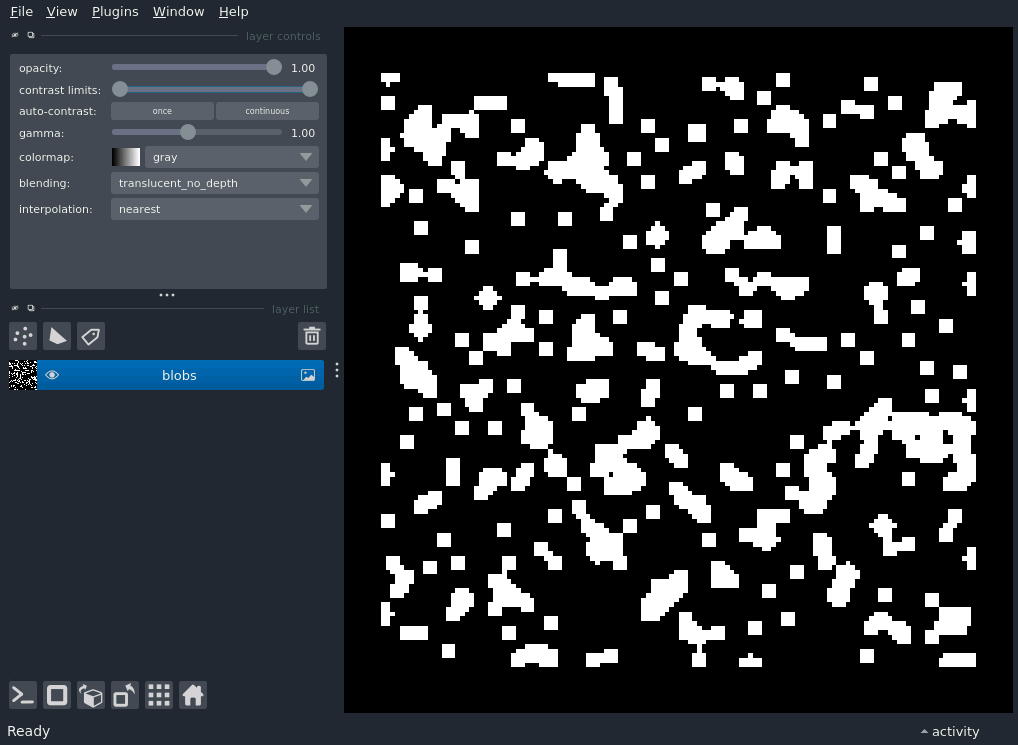 File View Plugins Window Help
layer controls
opacity: 1.00
contrast limits:
auto-contrast: once continuous
gamma: 1.00
colormap: gray
blending: translucent_no_depth
interpolation: nearest
layer list
blobs
Ready activity